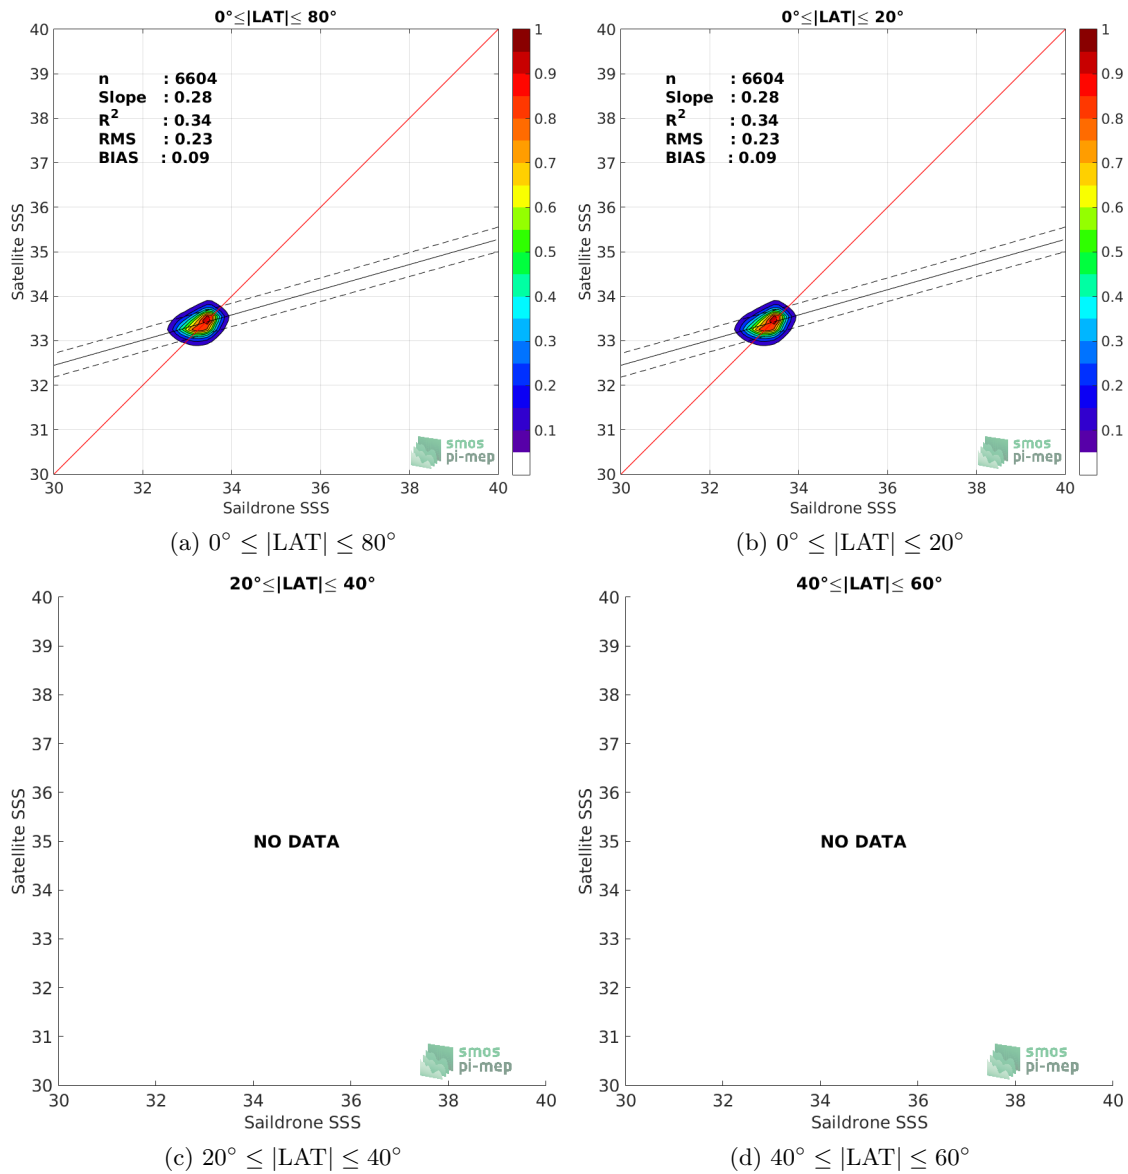 0°≤|LAT|≤ 80°
40
39
38
37
36
35
34
33
32
31
30
30
32
34
36
38
40
Satellite SSS
Saildrone SSS
n : 6604
Slope : 0.28
R² : 0.34
RMS : 0.23
BIAS : 0.09
1
0.9
0.8
0.7
0.6
0.5
0.4
0.3
0.2
0.1
smos
pi-mep
(a) 0° ≤ |LAT| ≤ 80°
0°≤|LAT|≤ 20°
40
39
38
37
36
35
34
33
32
31
30
30
32
34
36
38
40
Satellite SSS
Saildrone SSS
n : 6604
Slope : 0.28
R² : 0.34
RMS : 0.23
BIAS : 0.09
1
0.9
0.8
0.7
0.6
0.5
0.4
0.3
0.2
0.1
smos
pi-mep
(b) 0° ≤ |LAT| ≤ 20°
20°≤|LAT|≤ 40°
40
39
38
37
36
35
34
33
32
31
30
30
32
34
36
38
40
Satellite SSS
Saildrone SSS
NO DATA
smos
pi-mep
(c) 20° ≤ |LAT| ≤ 40°
40°≤|LAT|≤ 60°
40
39
38
37
36
35
34
33
32
31
30
30
32
34
36
38
40
Satellite SSS
Saildrone SSS
NO DATA
smos
pi-mep
(d) 40° ≤ |LAT| ≤ 60°